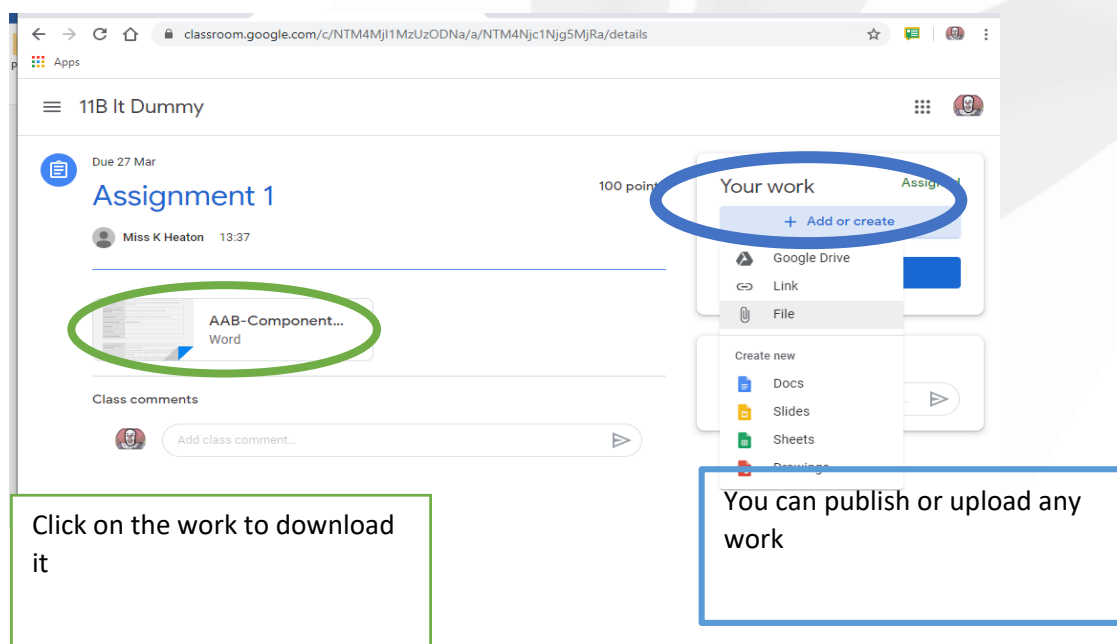 classroom.google.com/c/NTM4MjI1MzUzODNa/a/NTM4Njc1Njg5MjRa/details
Apps
11B It Dummy
Due 27 Mar
Assignment 1
100 point
Miss K Heaton 13:37
AAB-Component...
Word
Class comments
Add class comment...
Your work
+ Add or create
Google Drive
Link
File
Create new
Docs
Slides
Sheets
Click on the work to download
it
You can publish or upload any
work